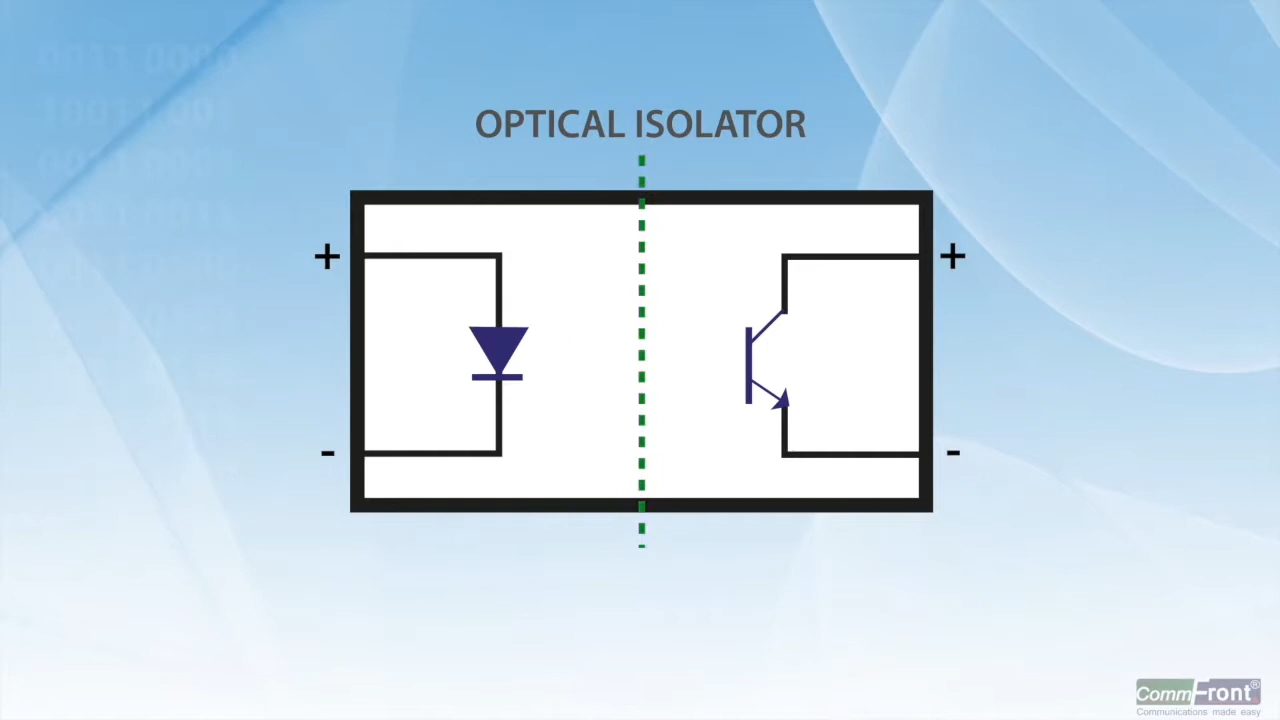 OPTICAL ISOLATOR
+ +
- -
CommFront®
Communications made easy